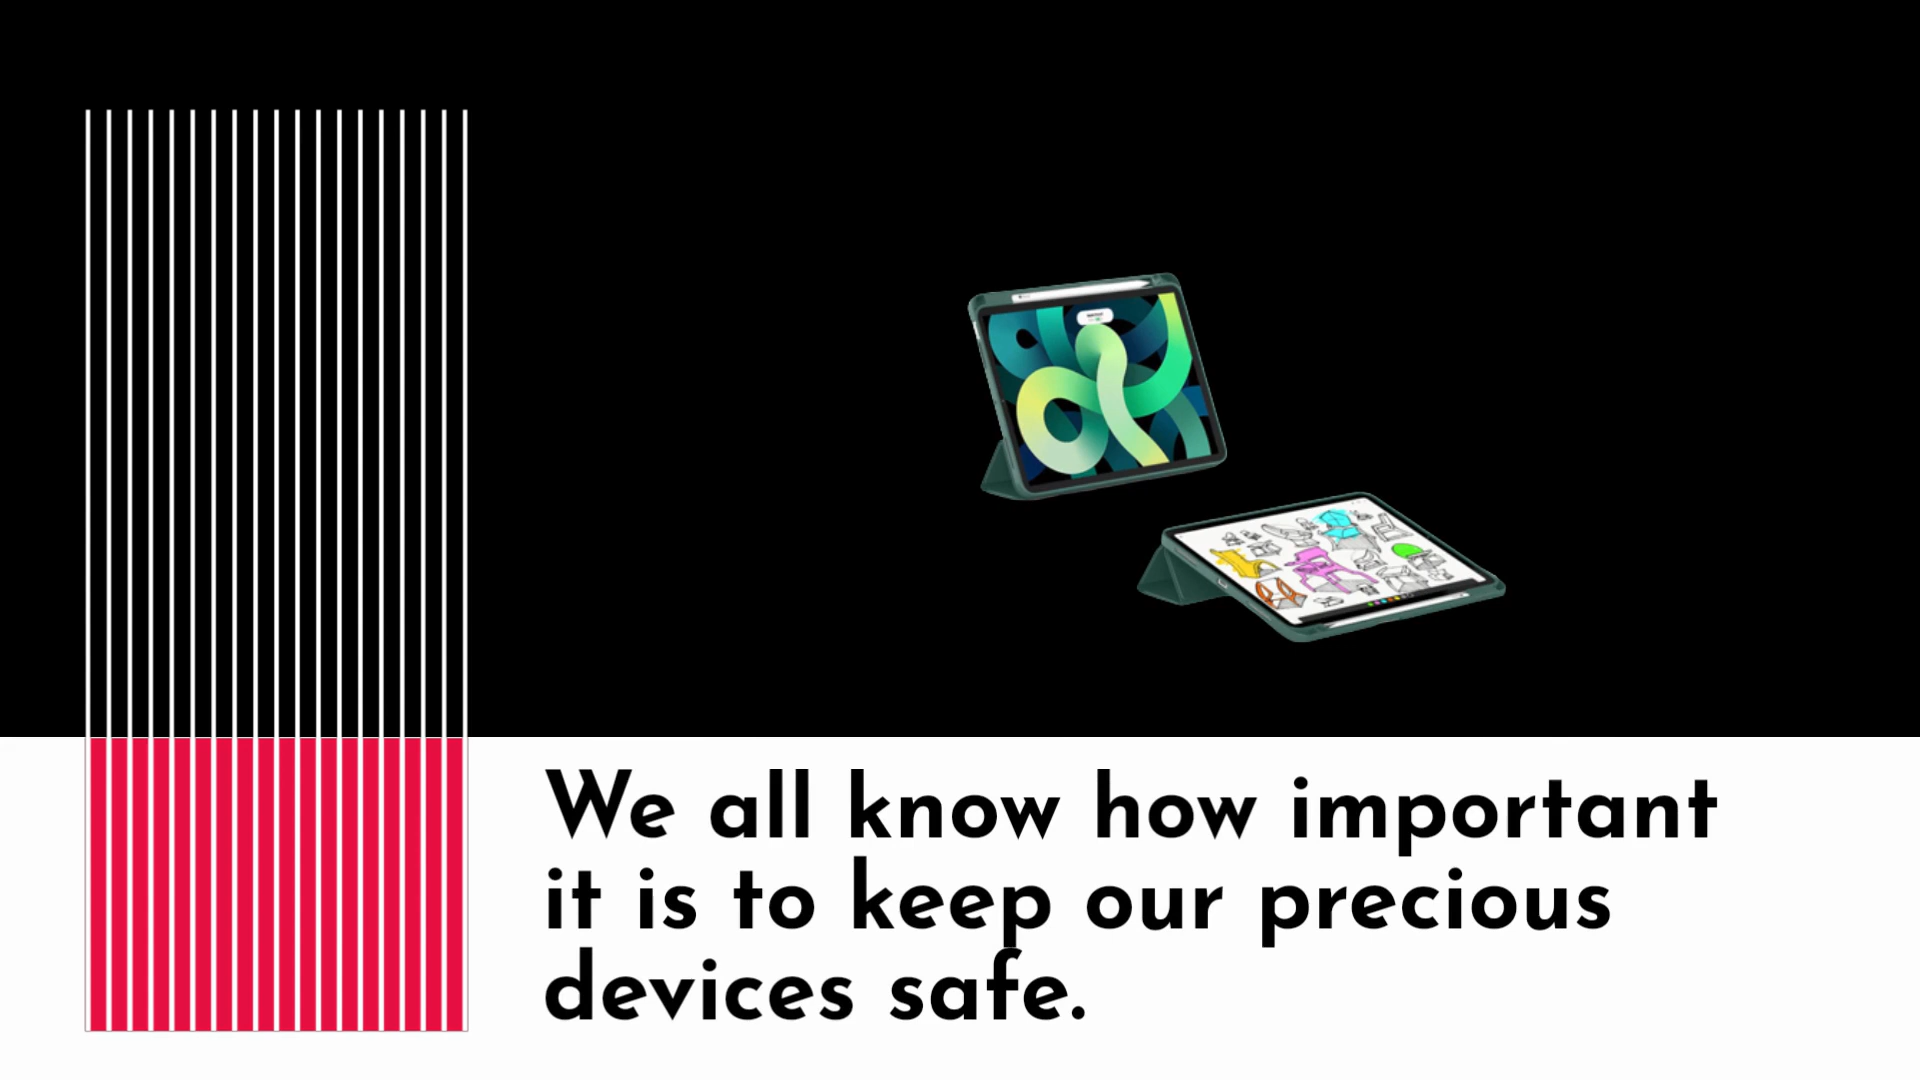 We all know how important
it is to keep our precious
devices safe.